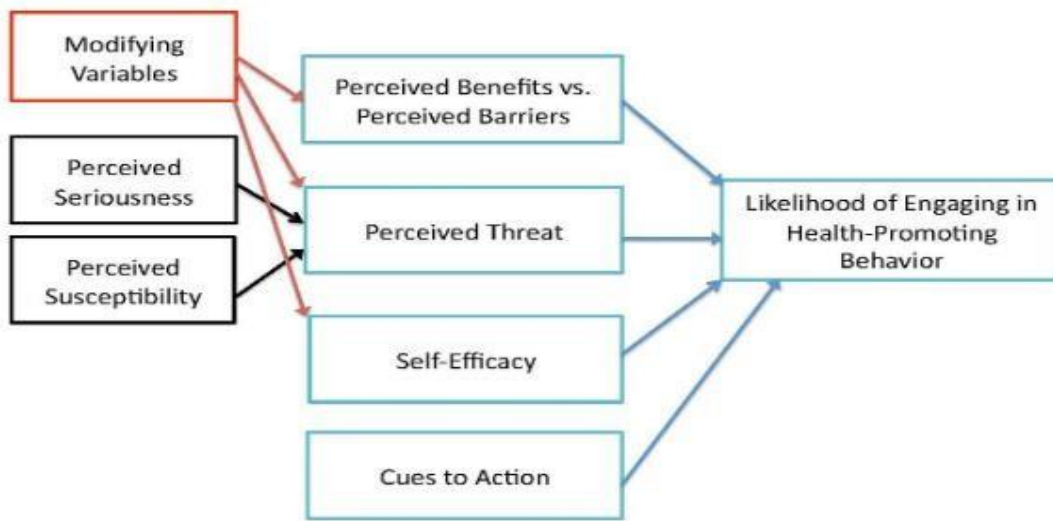 Modifying
Variables
Perceived
Seriousness
Perceived
Susceptibility
Perceived Benefits vs.
Perceived Barriers
Perceived Threat
Self-Efficacy
Cues to Action
Likelihood of Engaging in
Health-Promoting
Behavior